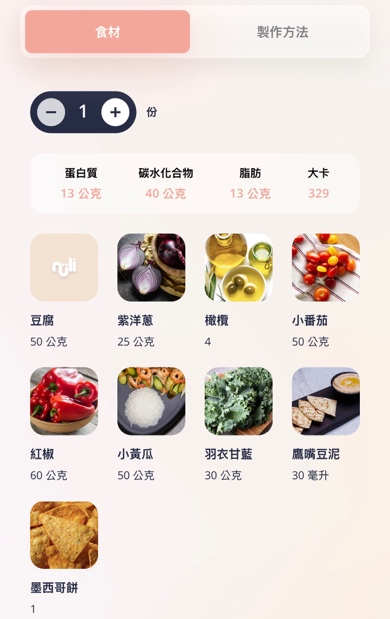 食材 製作方法
1 份
蛋白質 碳水化合物 脂肪 大卡
13 公克 40 公克 13 公克 329
nuli
豆腐 紫洋蔥 橄欖 小番茄
50 公克 25 公克 4 50 公克
紅椒 小黃瓜 羽衣甘藍 鷹嘴豆泥
60 公克 50 公克 30 公克 30 毫升
墨西哥餅
1